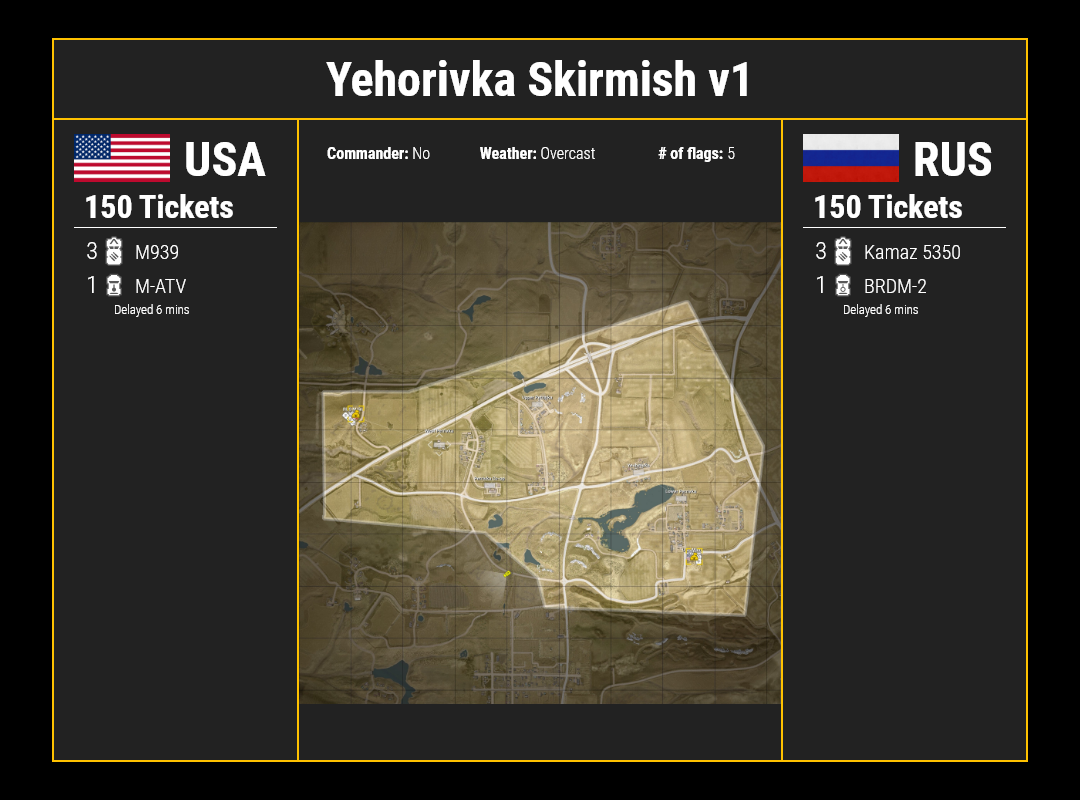 Yehorivka Skirmish v1
USA
150 Tickets
3 M939
1 M-ATV
Delayed 6 mins
Commander: No Weather: Overcast # of flags: 5
RUS
150 Tickets
3 Kamaz 5350
1 BRDM-2
Delayed 6 mins